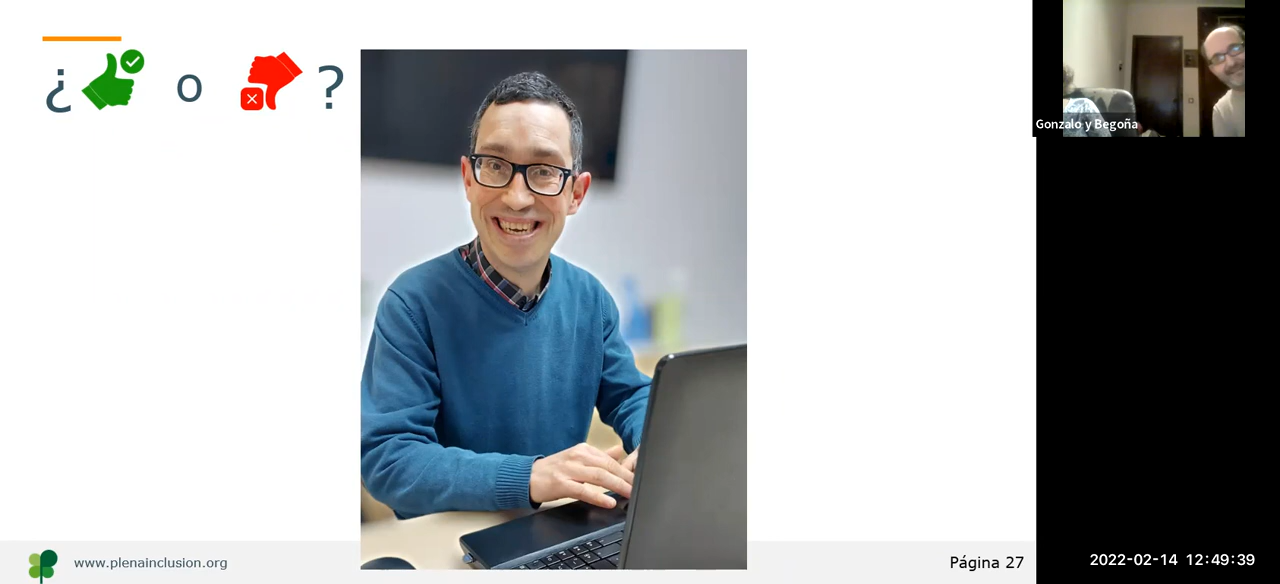 ¿ o ?
Gonzalo y Begoña
www.plenainclusion.org
Página 27
2022-02-14 12:49:39